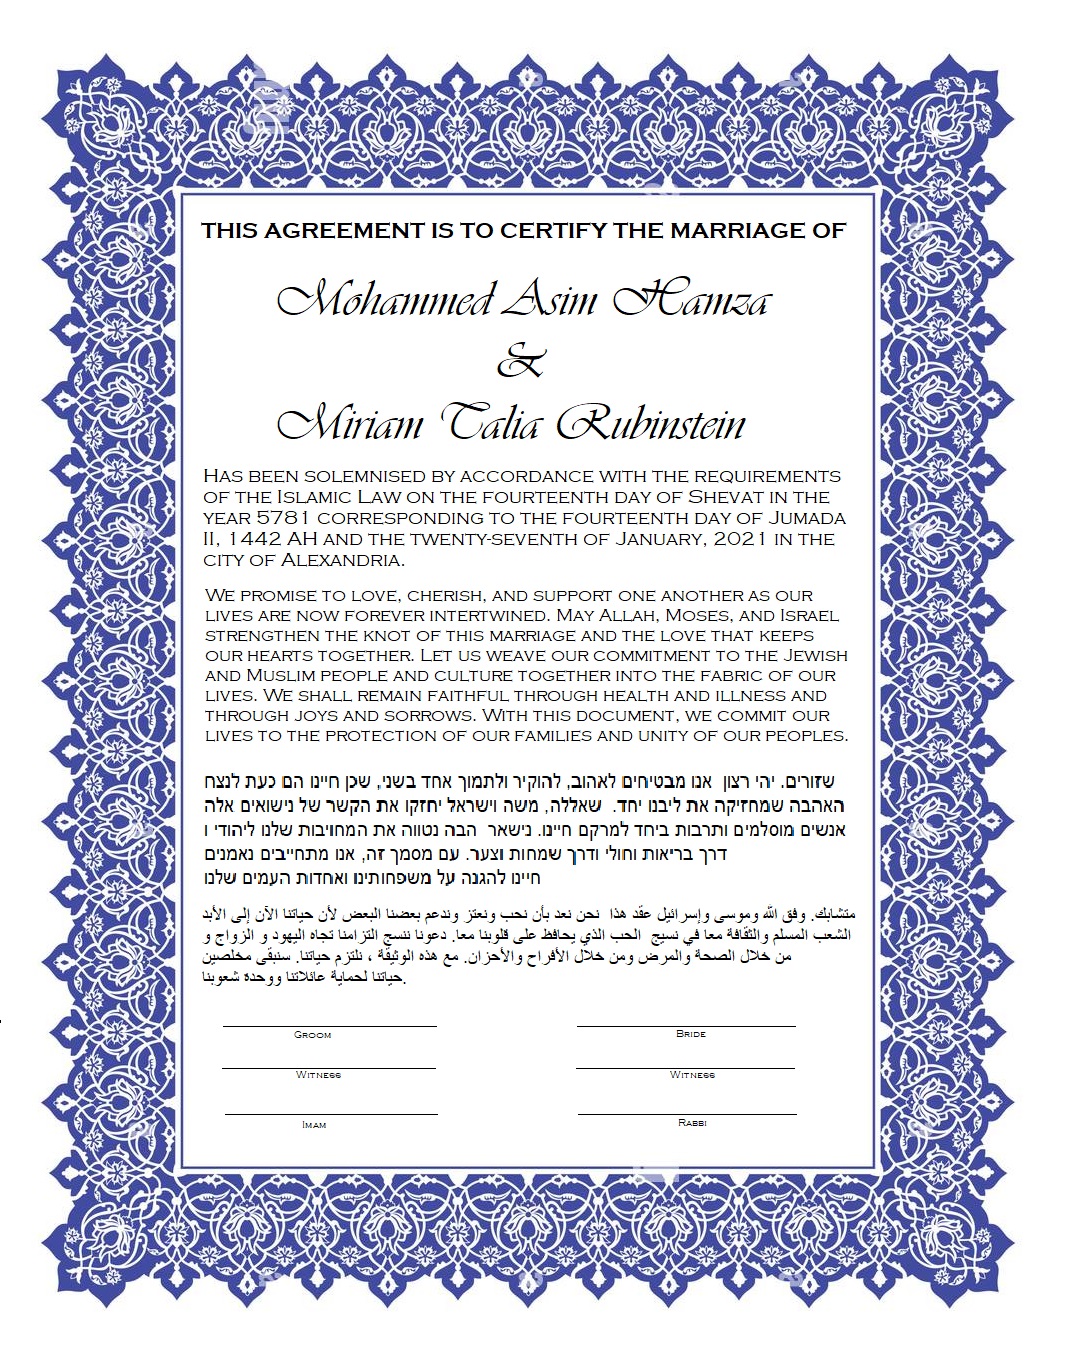 THIS AGREEMENT IS TO CERTIFY THE MARRIAGE OF
Mohammed Asim Hamza
&
Miriam Talia Rubinstein
HAS BEEN SOLEMNISED BY ACCORDANCE WITH THE REQUIREMENTS
OF THE ISLAMIC LAW ON THE FOURTEENTH DAY OF SHEVAT IN THE
YEAR 5781 CORRESPONDING TO THE FOURTEENTH DAY OF JUMADA
II, 1442 AH AND THE TWENTY-SEVENTH OF JANUARY, 2021 IN THE
CITY OF ALEXANDRIA.
WE PROMISE TO LOVE, CHERISH, AND SUPPORT ONE ANOTHER AS OUR
LIVES ARE NOW FOREVER INTERTWINED. MAY ALLAH, MOSES, AND ISRAEL
STRENGTHEN THE KNOT OF THIS MARRIAGE AND THE LOVE THAT KEEPS
OUR HEARTS TOGETHER. LET US WEAVE OUR COMMITMENT TO THE JEWISH
AND MUSLIM PEOPLE AND CULTURE TOGETHER INTO THE FABRIC OF OUR
LIVES. WE SHALL REMAIN FAITHFUL THROUGH HEALTH AND ILLNESS AND
THROUGH JOYS AND SORROWS. WITH THIS DOCUMENT, WE COMMIT OUR
LIVES TO THE PROTECTION OF OUR FAMILIES AND UNITY OF OUR PEOPLES.
שזורים. יהי רצון אנו מבטיחים לאהוב, להוקיר ולתמוך אחד בשני, שכן חיינו הם כעת לנצח
האהבה שמחזיקה את ליבנו יחד. שאללה, משה וישראל יחזקו את הקשר של נישואים אלה
אנשים מוסלמים ותרבות ביחד למרקם חיינו. נישאר הבה נטווה את המחויבות שלנו ליהודי ו
דרך בריאות וחולי ודרך שמחות וצער. עם מסמך זה, אנו מתחייבים נאמנים
חיינו להגנה על משפחותינו ואחדות העמים שלנו
متشابك. وفق الله وموسى وإسرائيل عقد هذا نحن نعد بأن نحب ونعتز وندعم بعضنا البعض لأن حياتنا الآن إلى الأبد
الشعب المسلم والثقافة معا في نسيج الحب الذي يحافظ على قلوبنا معا. دعونا ننسج التزامنا تجاه اليهود و الزواج و
من خلال الصحة والمرض ومن خلال الأفراح والأحزان. مع هذه الوثيقة ، نلتزم حياتنا. سنبقى مخلصين
حياتنا لحماية عائلاتنا ووحدة شعوبنا.
GROOM BRIDE
WITNESS WITNESS
IMAM RABBI